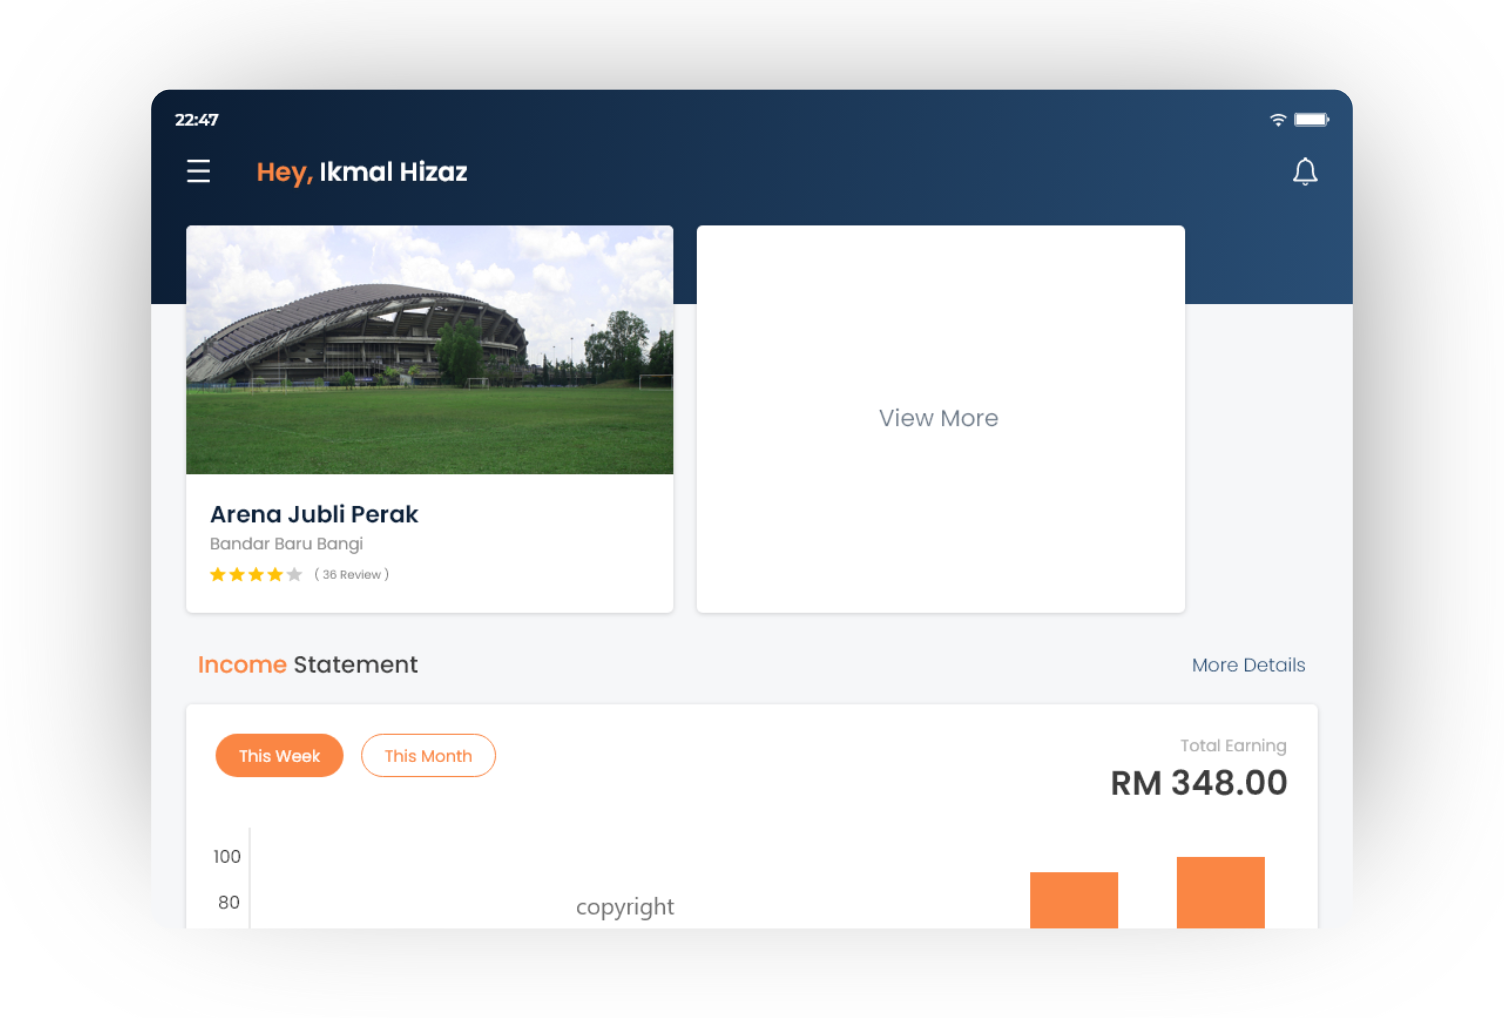 22:47
Hey, Ikmal Hizaz
View More
Arena Jubli Perak
Bandar Baru Bangi
( 36 Review )
Income Statement
More Details
This Week
This Month
Total Earning
RM 348.00
100
80
copyright